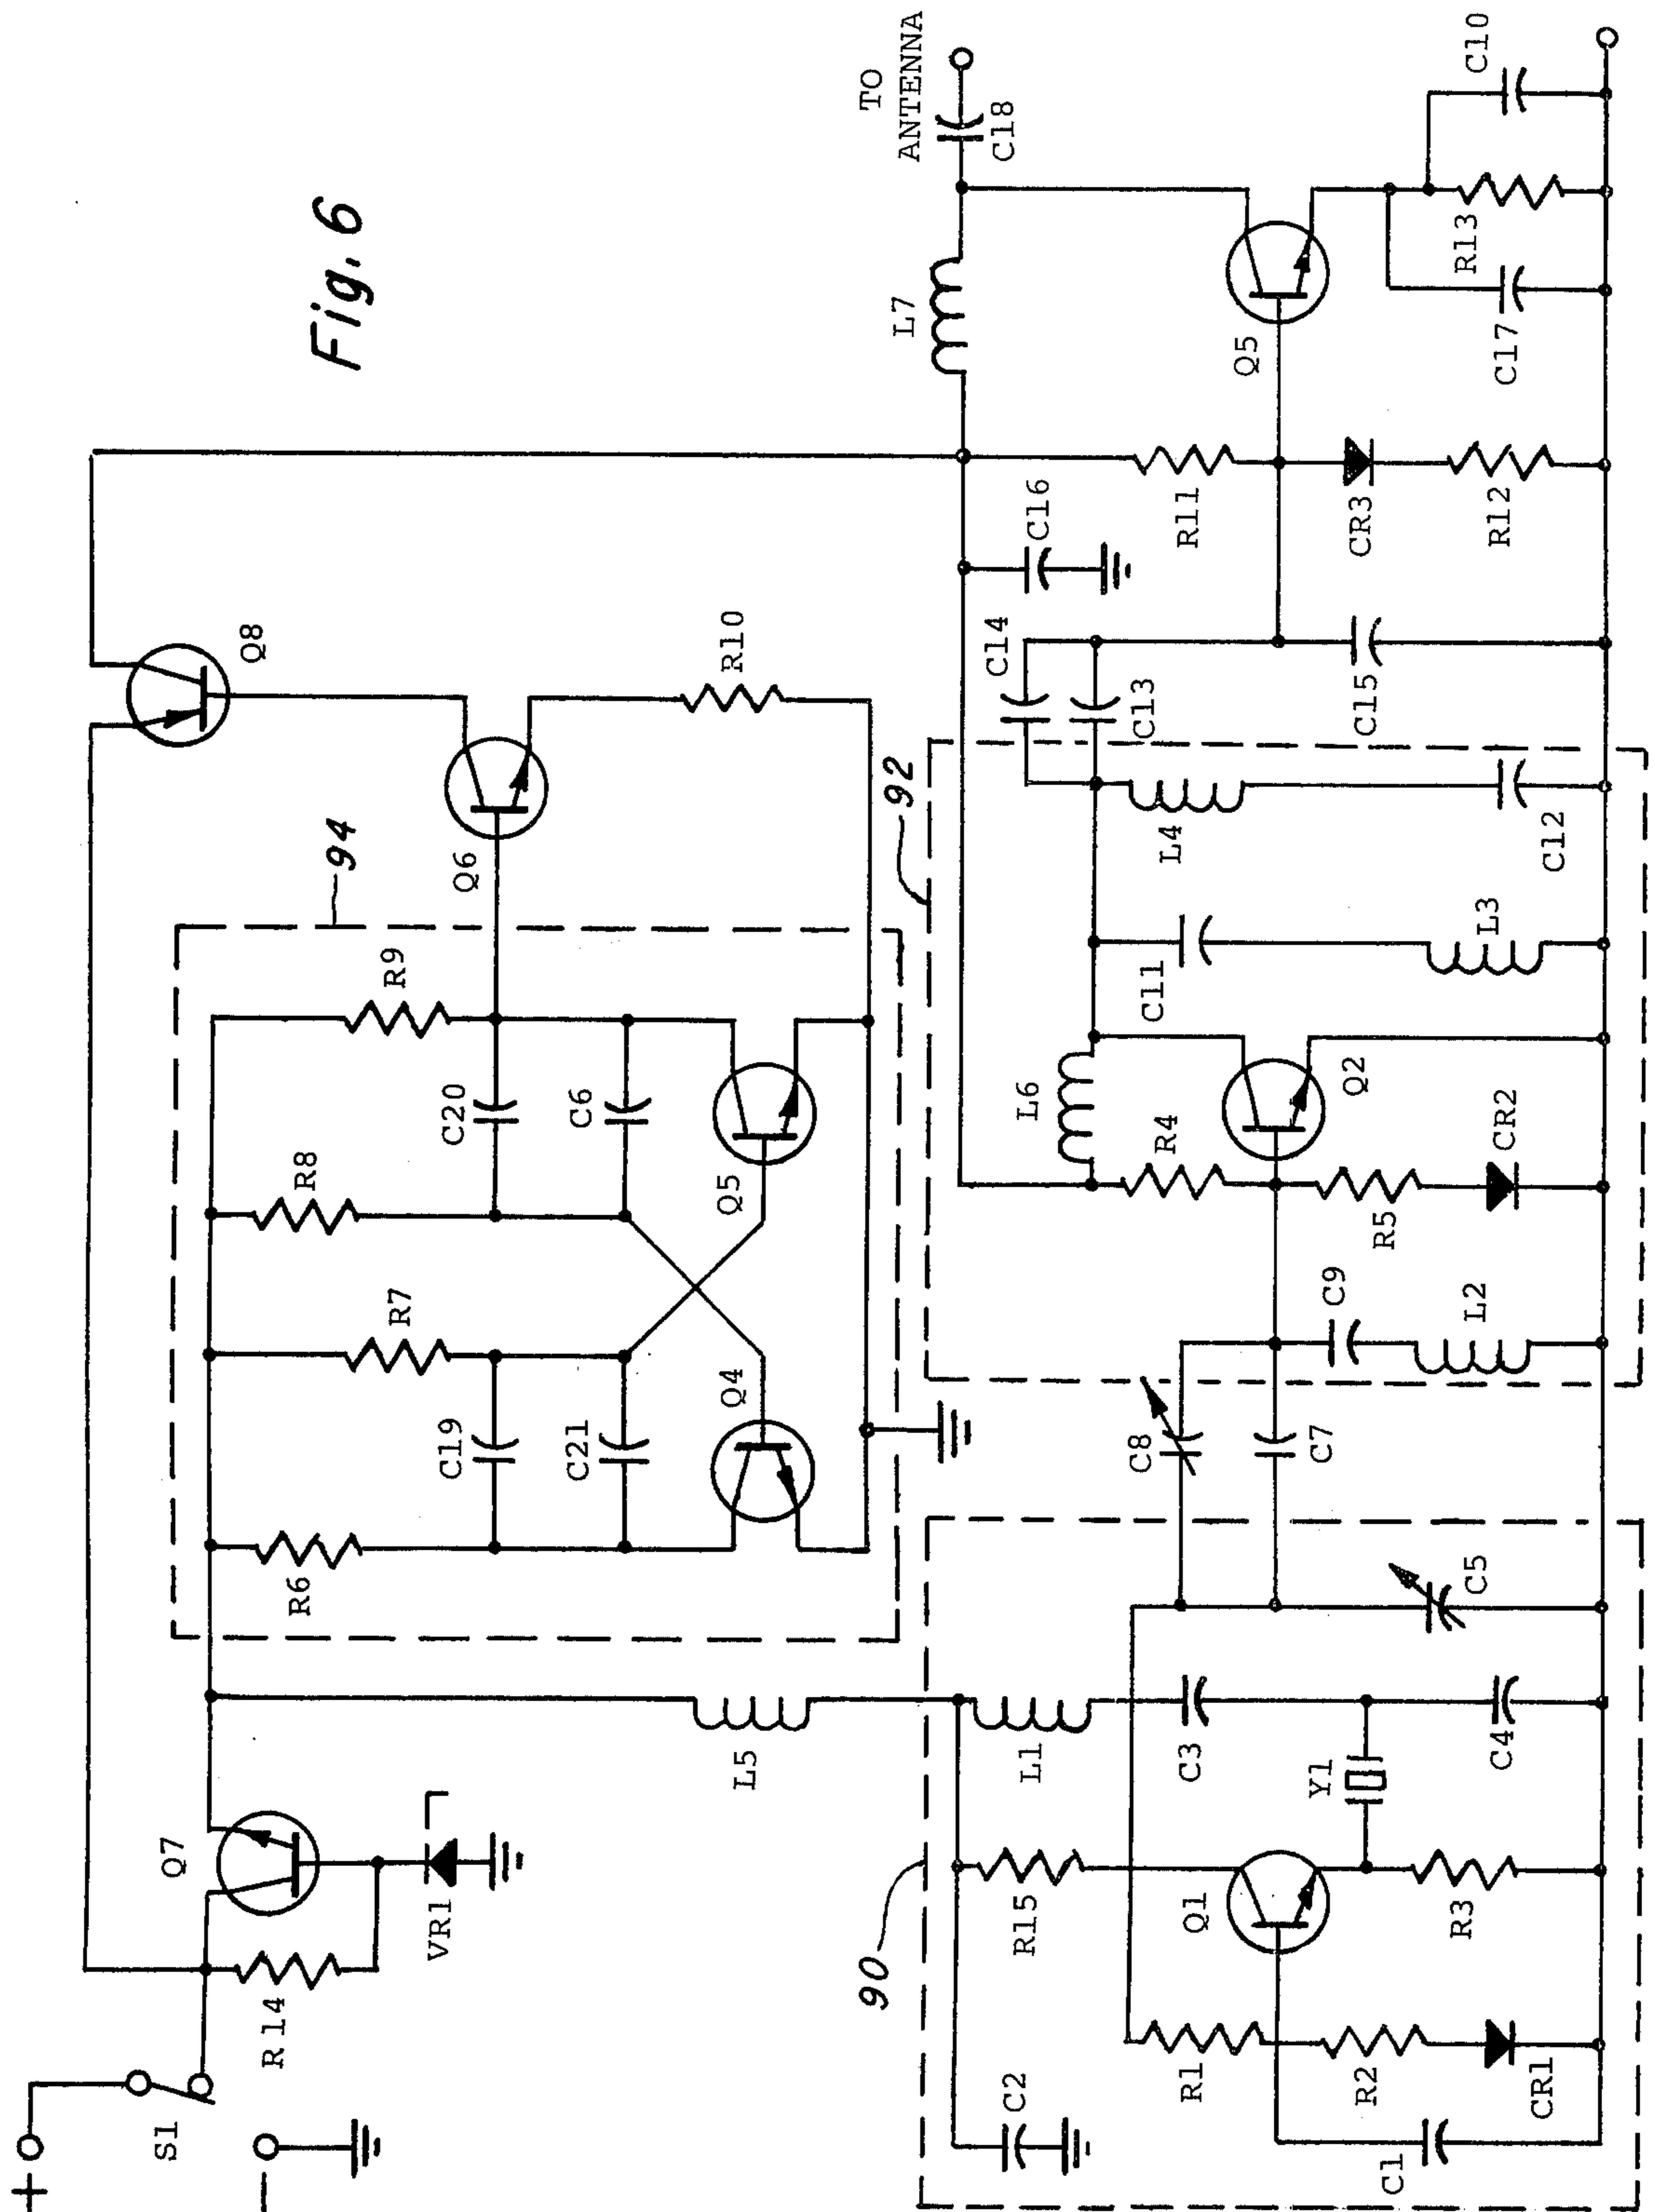 Fig. 6
+
S1
−
R14
Q7
VR1
94
R6
R7
R8
R9
C19
C21
C20
C6
Q4
Q5
Q6
Q8
R10
L5
90
C2
R15
L1
C3
R1
Q1
Y1
R2
R3
C4
C5
CR1
C1
92
C8
C7
C9
L2
L6
R4
Q2
R5
CR2
C11
L3
L4
C12
C14
C13
C15
C16
R11
CR3
R12
L7
TO
ANTENNA
C18
Q5
C17
R13
C10